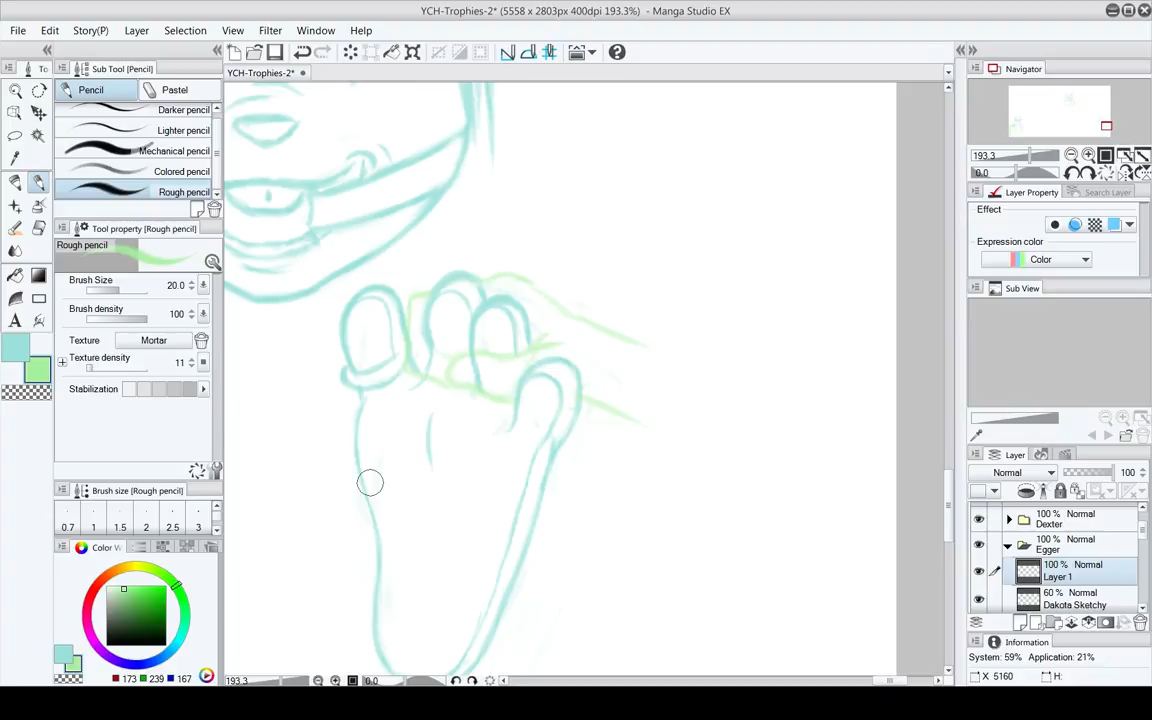 YCH-Trophies-2* (5558 x 2803px 400dpi 193.3%) - Manga Studio EX
File Edit Story(P) Layer Selection View Filter Window Help
To
Sub Tool [Pencil]
YCH-Trophies-2*
Pencil
Pastel
Darker pencil
Lighter pencil
Mechanical pencil
Colored pencil
Rough pencil
Tool property [Rough pencil]
Rough pencil
Brush Size 20.0
Brush density 100
Texture Mortar
Texture density 11
Stabilization
Brush size [Rough pencil]
0.7 1 1.5 2 2.5 3
Color W
173 239 167
193.3 0.0
Navigator
193.3
0.0
Layer Property
Search Layer
Effect
Expression color
Color
Sub View
Layer
Normal 100
100 % Normal
Dexter
100 % Normal
Egger
100 % Normal
Layer 1
60 % Normal
Dakota Sketchy
Information
System: 59% Application: 21%
X 5160 H: